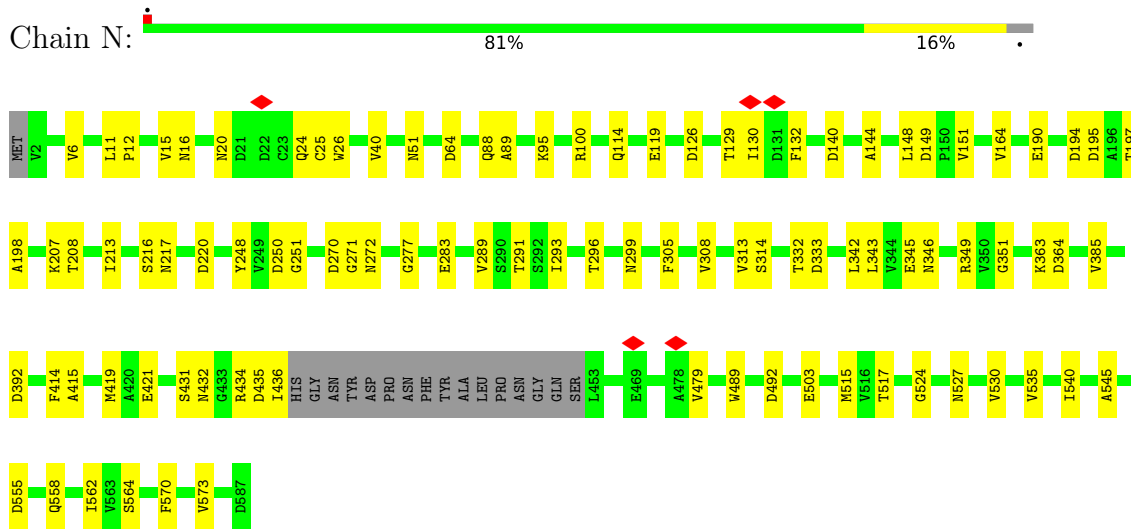 Chain N:
81% 16%
MET V2 V6 L11 P12 V15 N16 N20 D21 D22 C23 Q24 C25 W26 V40 N51 D64 Q88 A89 K95 R100 Q114 E119 D126 T129 I130 D131 F132 D140 A144 L148 D149 P150 V151 V164 E190 D194 D195 A196 T197
A198 K207 T208 I213 S216 N217 D220 Y248 V249 D250 G251 D270 G271 N272 G277 E283 V289 S290 T291 S292 I293 T296 N299 F305 V308 V313 S314 T332 D333 L342 L343 V344 E345 N346 R349 V350 G351 K363 D364 V385
D392 F414 A415 M419 A420 E421 S431 N432 G433 R434 D435 I436 HIS GLY ASN TYR ASP PRO ASN PHE TYR ALA LEU PRO ASN GLY GLN SER L453 E469 A478 V479 W489 D492 E503 M515 V516 T517 G524 N527 V530 V535 I540 A545
D555 Q558 I562 V563 S564 F570 V573 D587